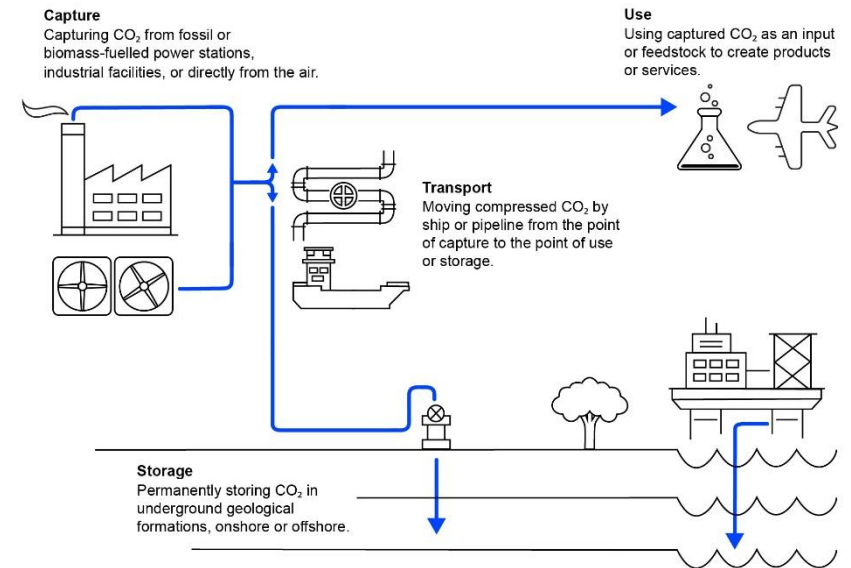 Capture
Capturing CO₂ from fossil or
biomass-fuelled power stations,
industrial facilities, or directly from the air.
Use
Using captured CO₂ as an input
or feedstock to create products
or services.
Transport
Moving compressed CO₂ by
ship or pipeline from the point
of capture to the point of use
or storage.
Storage
Permanently storing CO₂ in
underground geological
formations, onshore or offshore.